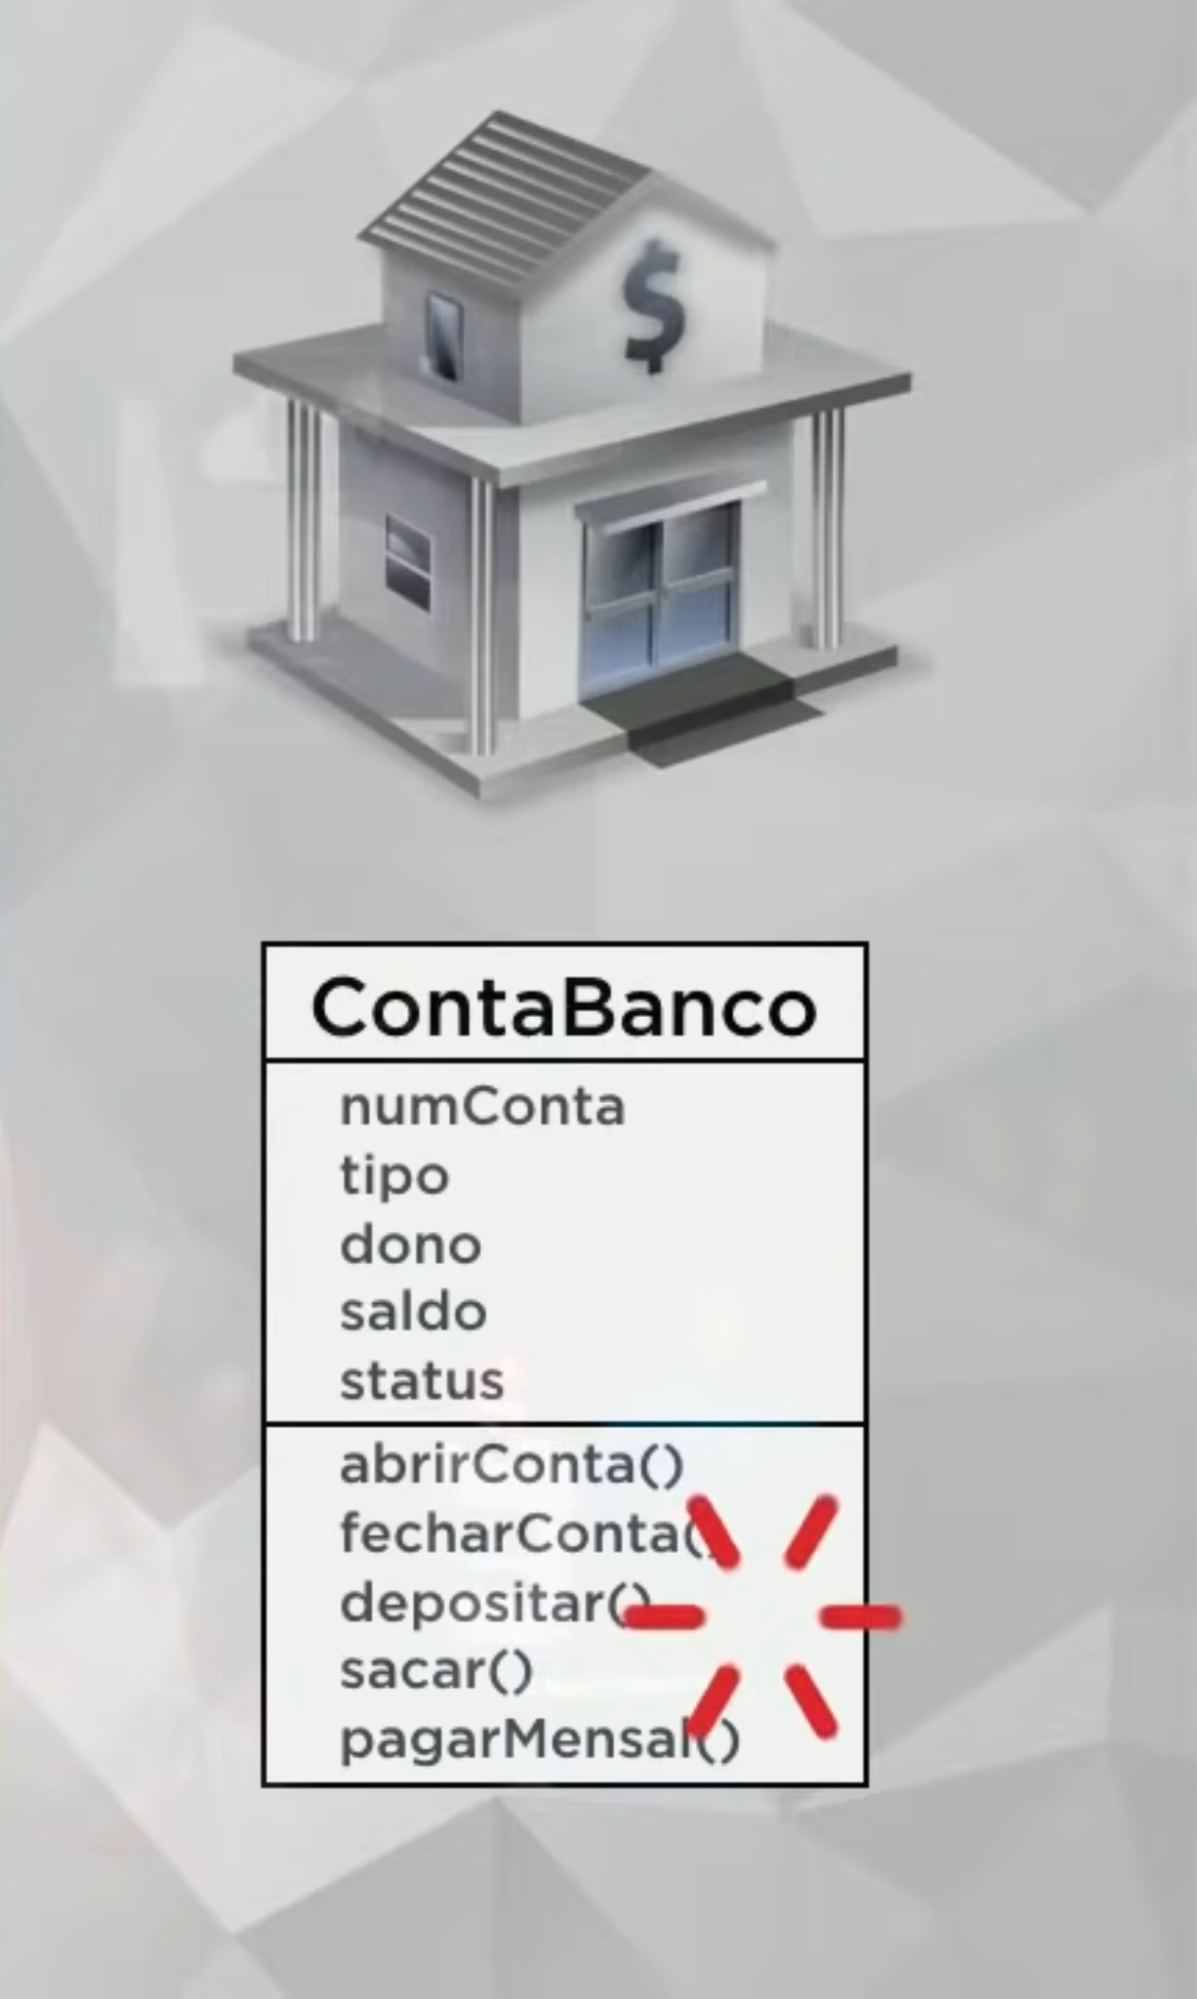 $
ContaBanco
numConta
tipo
dono
saldo
status
abrirConta()
fecharConta()
depositar()
sacar()
pagarMensal()